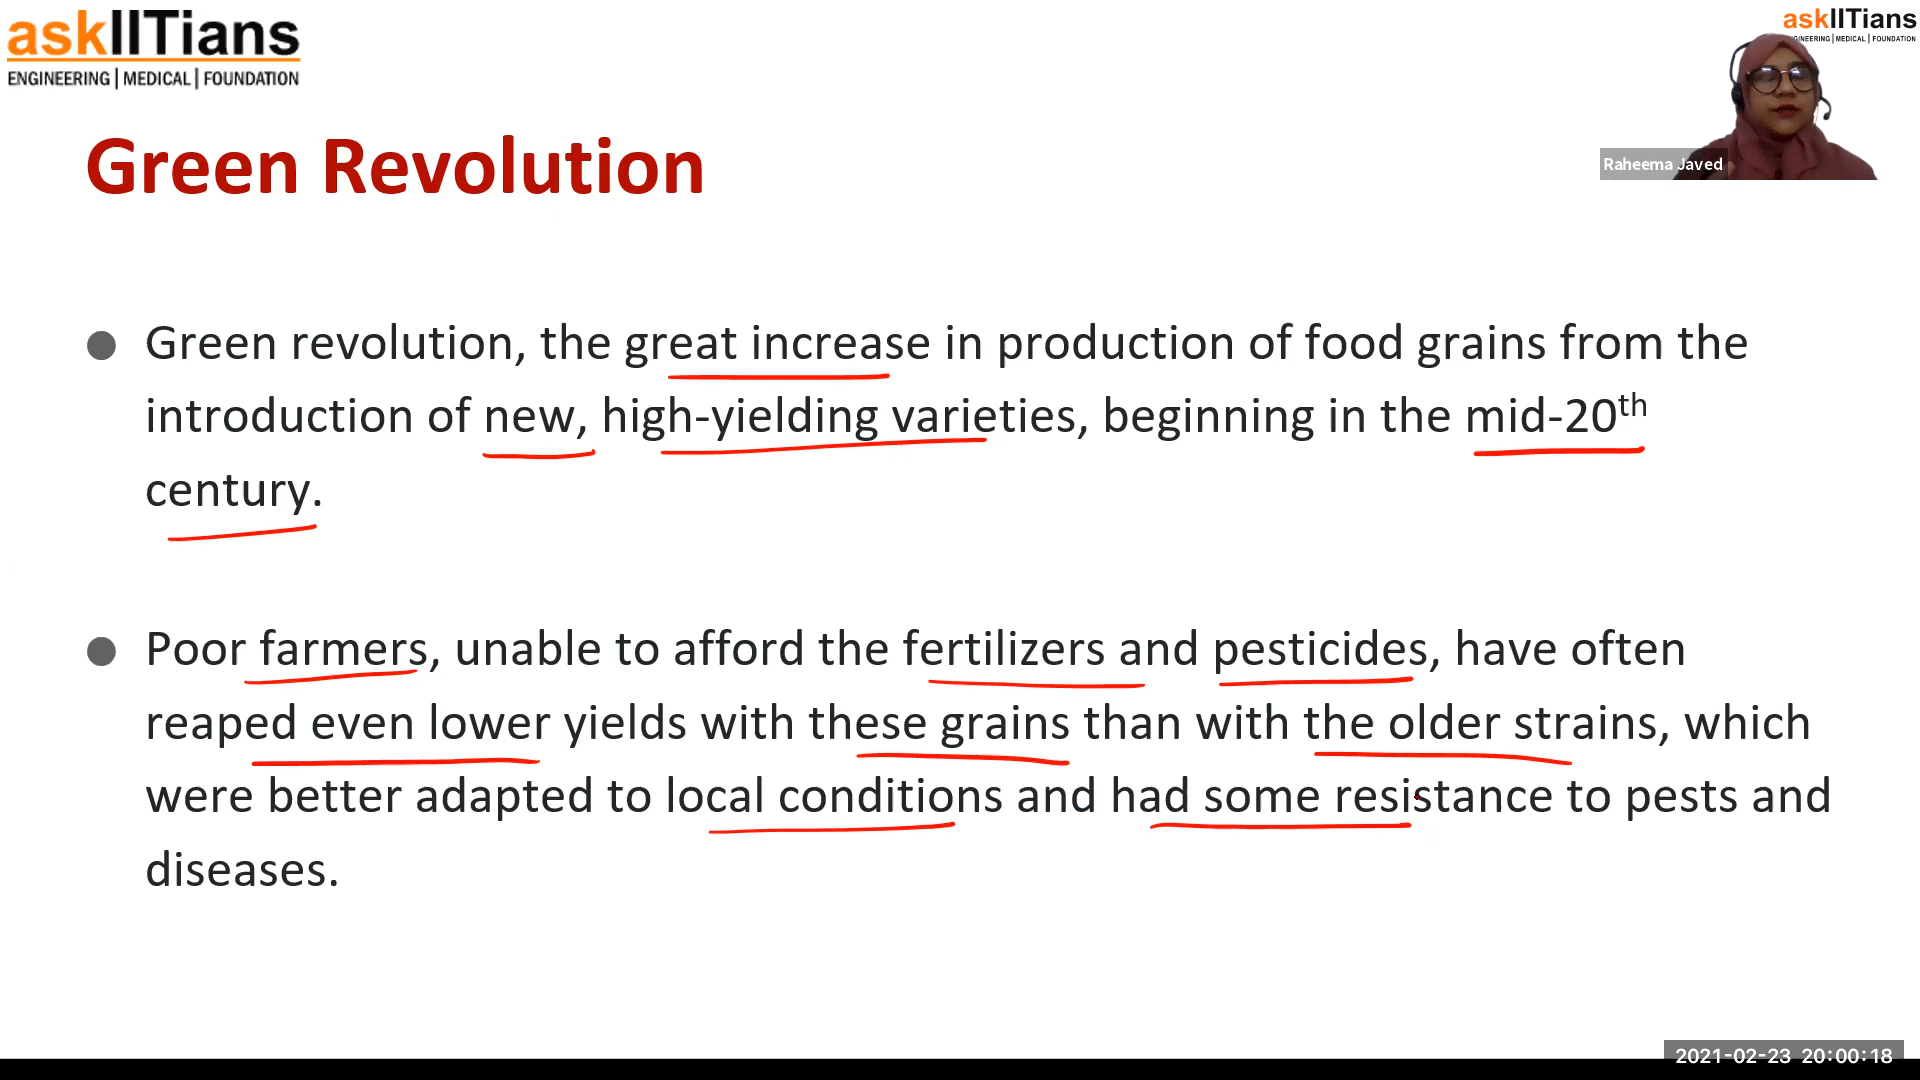 askIITians
ENGINEERING | MEDICAL | FOUNDATION
askIITians
GINEERING | MEDICAL | FOUNDATION
Raheema Javed
Green Revolution
● Green revolution, the great increase in production of food grains from the
introduction of new, high-yielding varieties, beginning in the mid-20th
century.
● Poor farmers, unable to afford the fertilizers and pesticides, have often
reaped even lower yields with these grains than with the older strains, which
were better adapted to local conditions and had some resistance to pests and
diseases.
2021-02-23 20:00:18